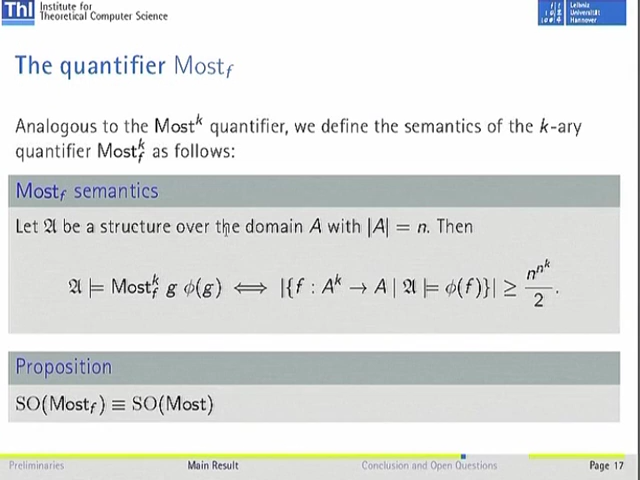 ThI Institute for
Theoretical Computer Science
Leibniz
Universität
Hannover
The quantifier Most_f
Analogous to the Most^k quantifier, we define the semantics of the k-ary
quantifier Most_f^k as follows:
Most_f semantics
Let 𝔄 be a structure over the domain A with |A| = n. Then
𝔄 ⊨ Most_f^k g ϕ(g) ⟺ |{f : A^k → A | 𝔄 ⊨ ϕ(f)}| ≥ n^{n^k}/2.
Proposition
SO(Most_f) ≡ SO(Most)
Preliminaries Main Result Conclusion and Open Questions Page 17